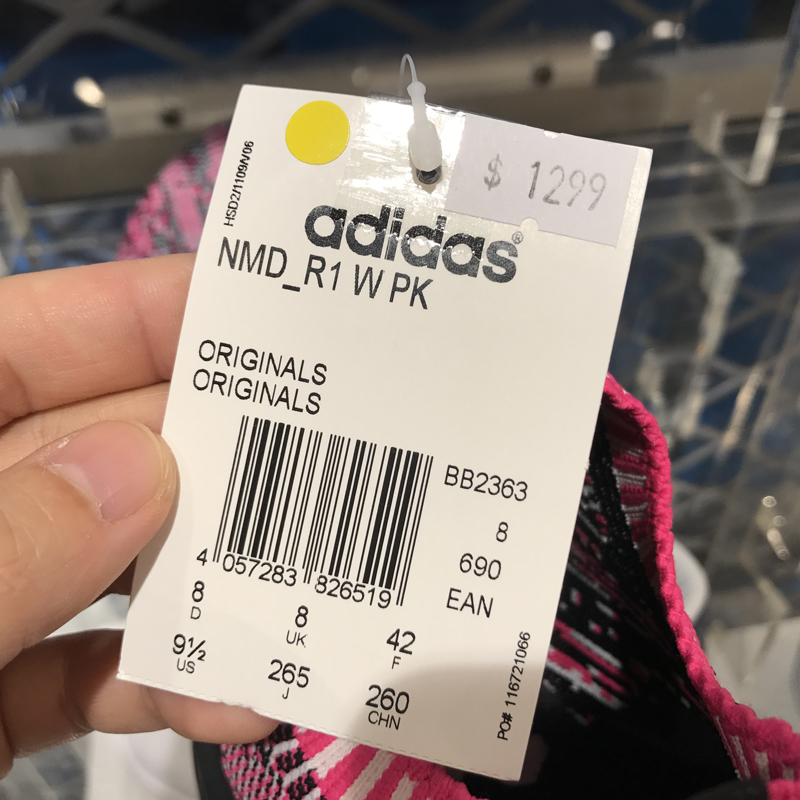 HSD2/1109/V06
$ 1299
adidas®
NMD_R1 W PK
ORIGINALS
ORIGINALS
BB2363
8
690
EAN
4 057283 826519
8 D
8 UK
42 F
9½ US
265 J
260 CHN
PO# 116721066